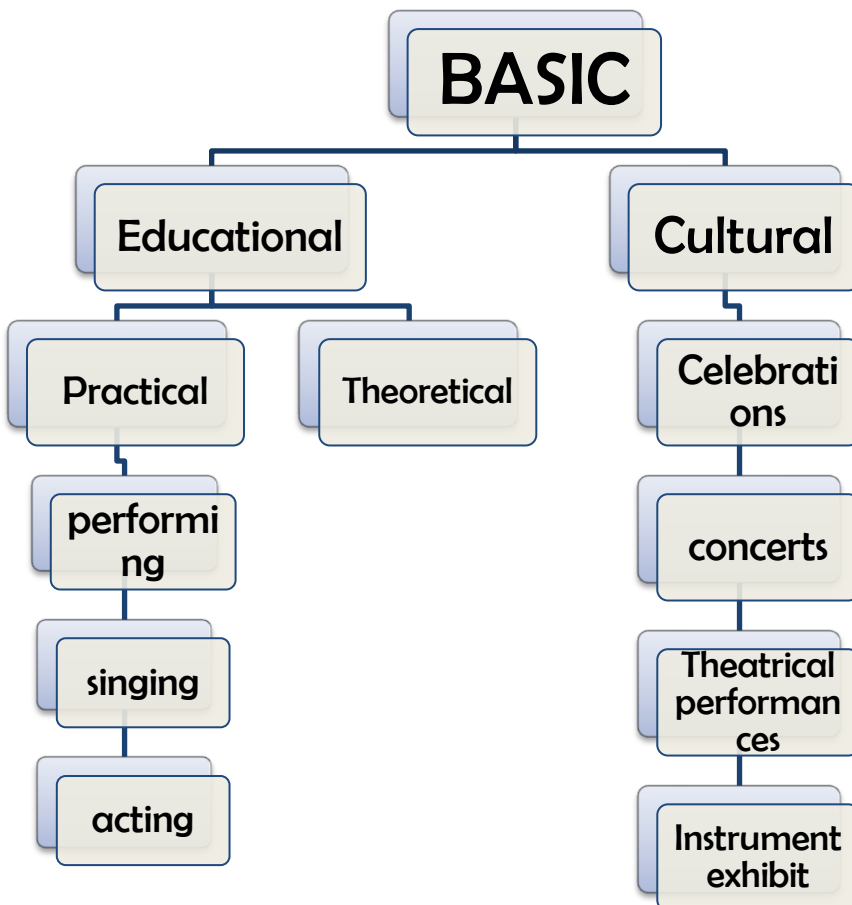 BASIC
Educational
Cultural
Practical
Theoretical
Celebrati
ons
performi
ng
concerts
singing
Theatrical
performan
ces
acting
Instrument
exhibit